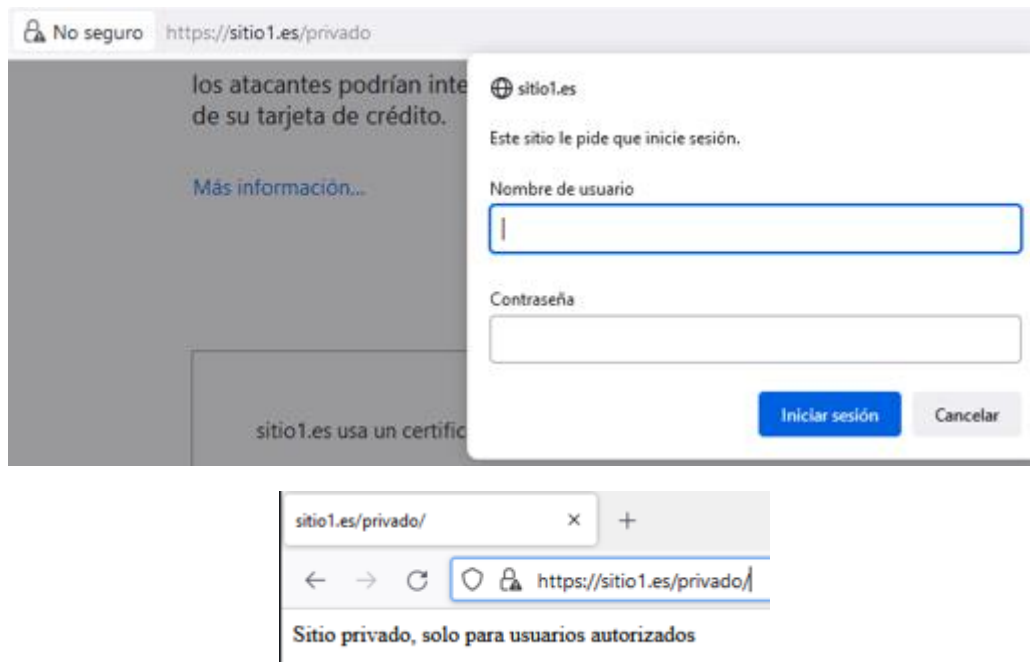 No seguro https://sitio1.es/privado
los atacantes podrían inte
de su tarjeta de crédito.
Más información...
sitio1.es usa un certific
sitio1.es
Este sitio le pide que inicie sesión.
Nombre de usuario
Contraseña
Iniciar sesión Cancelar
sitio1.es/privado/
https://sitio1.es/privado/
Sitio privado, solo para usuarios autorizados